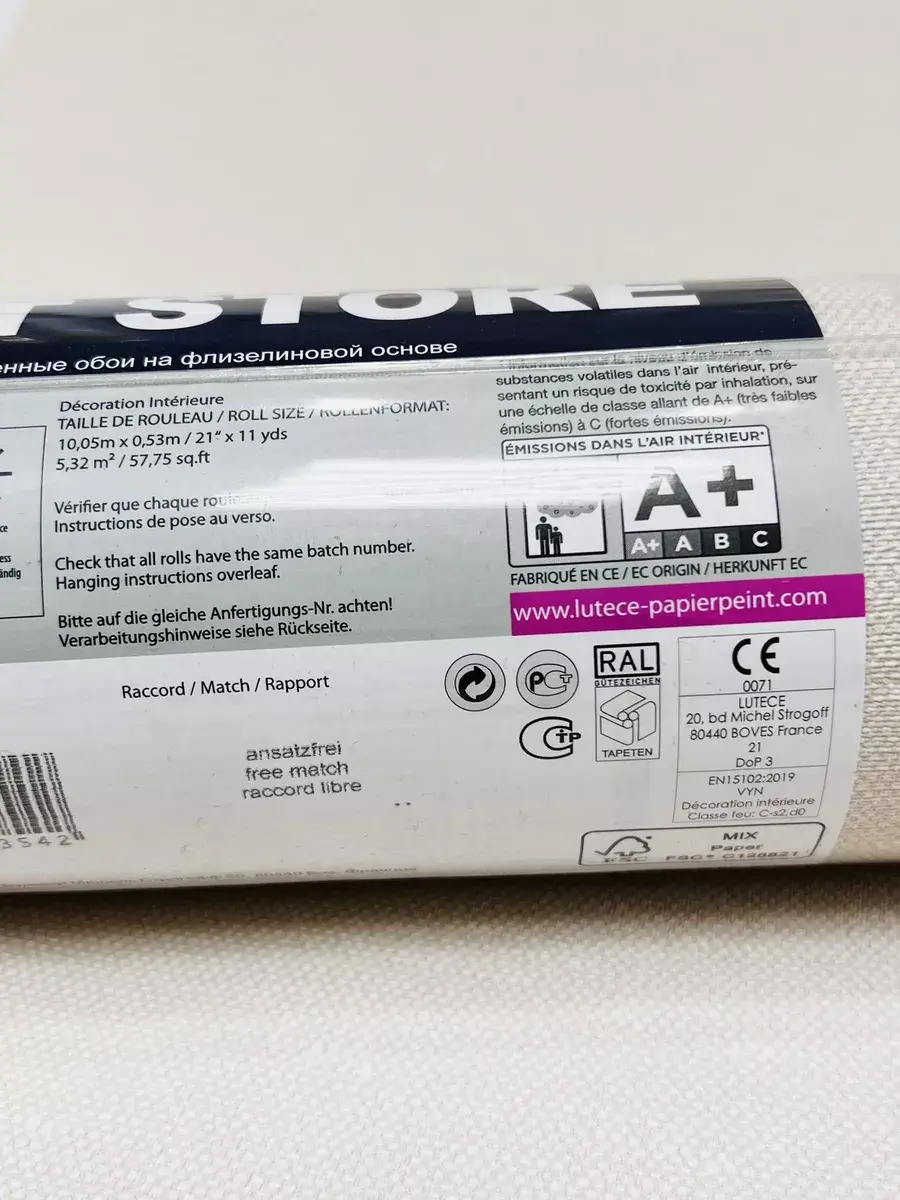 STORE
обои на флизелиновой основе
Décoration Intérieure
TAILLE DE ROULEAU / ROLL SIZE / ROLLENFORMAT:
10,05m x 0,53m / 21" x 11 yds
5,32 m² / 57,75 sq.ft
Vérifier que chaque
Instructions de pose au verso.
Check that all rolls have the same batch number.
Hanging instructions overleaf.
Bitte auf die gleiche Anfertigungs-Nr. achten!
Verarbeitungshinweise siehe Rückseite.
substances volatiles dans l'air intérieur, pré-
sentant un risque de toxicité par inhalation, sur
une échelle de classe allant de A+ (très faibles
émissions) à C (fortes émissions).
ÉMISSIONS DANS L'AIR INTÉRIEUR*
A+
A+ A B C
FABRIQUÉ EN CE / EC ORIGIN / HERKUNFT EC
www.lutece-papierpeint.com
Raccord / Match / Rapport
ansatzfrei
free match
raccord libre
RAL
GÜTEZEICHEN
TAPETEN
CE
0071
LUTECE
20, bd Michel Strogoff
80440 BOVES France
21
DoP 3
EN15102:2019
VYN
Décoration intérieure
Classe feu: C-s2,d0
MIX
Paper
FSC
3542